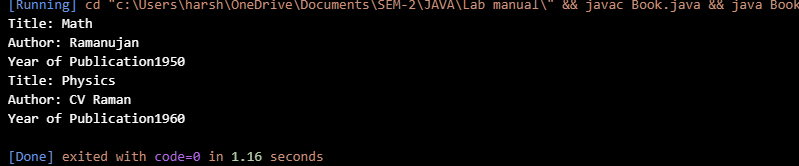 [Running] cd "c:\Users\harsh\OneDrive\Documents\SEM-2\JAVA\Lab manual\" && javac Book.java && java Book
Title: Math
Author: Ramanujan
Year of Publication1950
Title: Physics
Author: CV Raman
Year of Publication1960
[Done] exited with code=0 in 1.16 seconds